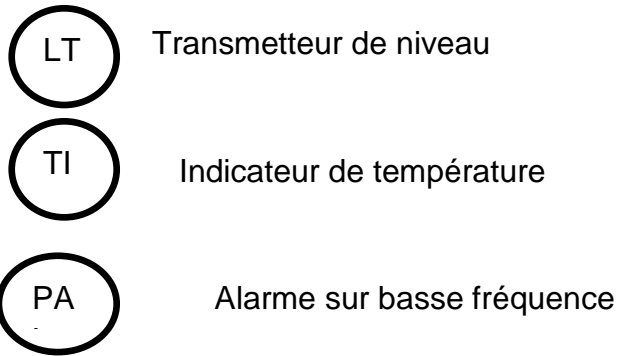 LT Transmetteur de niveau
TI Indicateur de température
PA Alarme sur basse fréquence